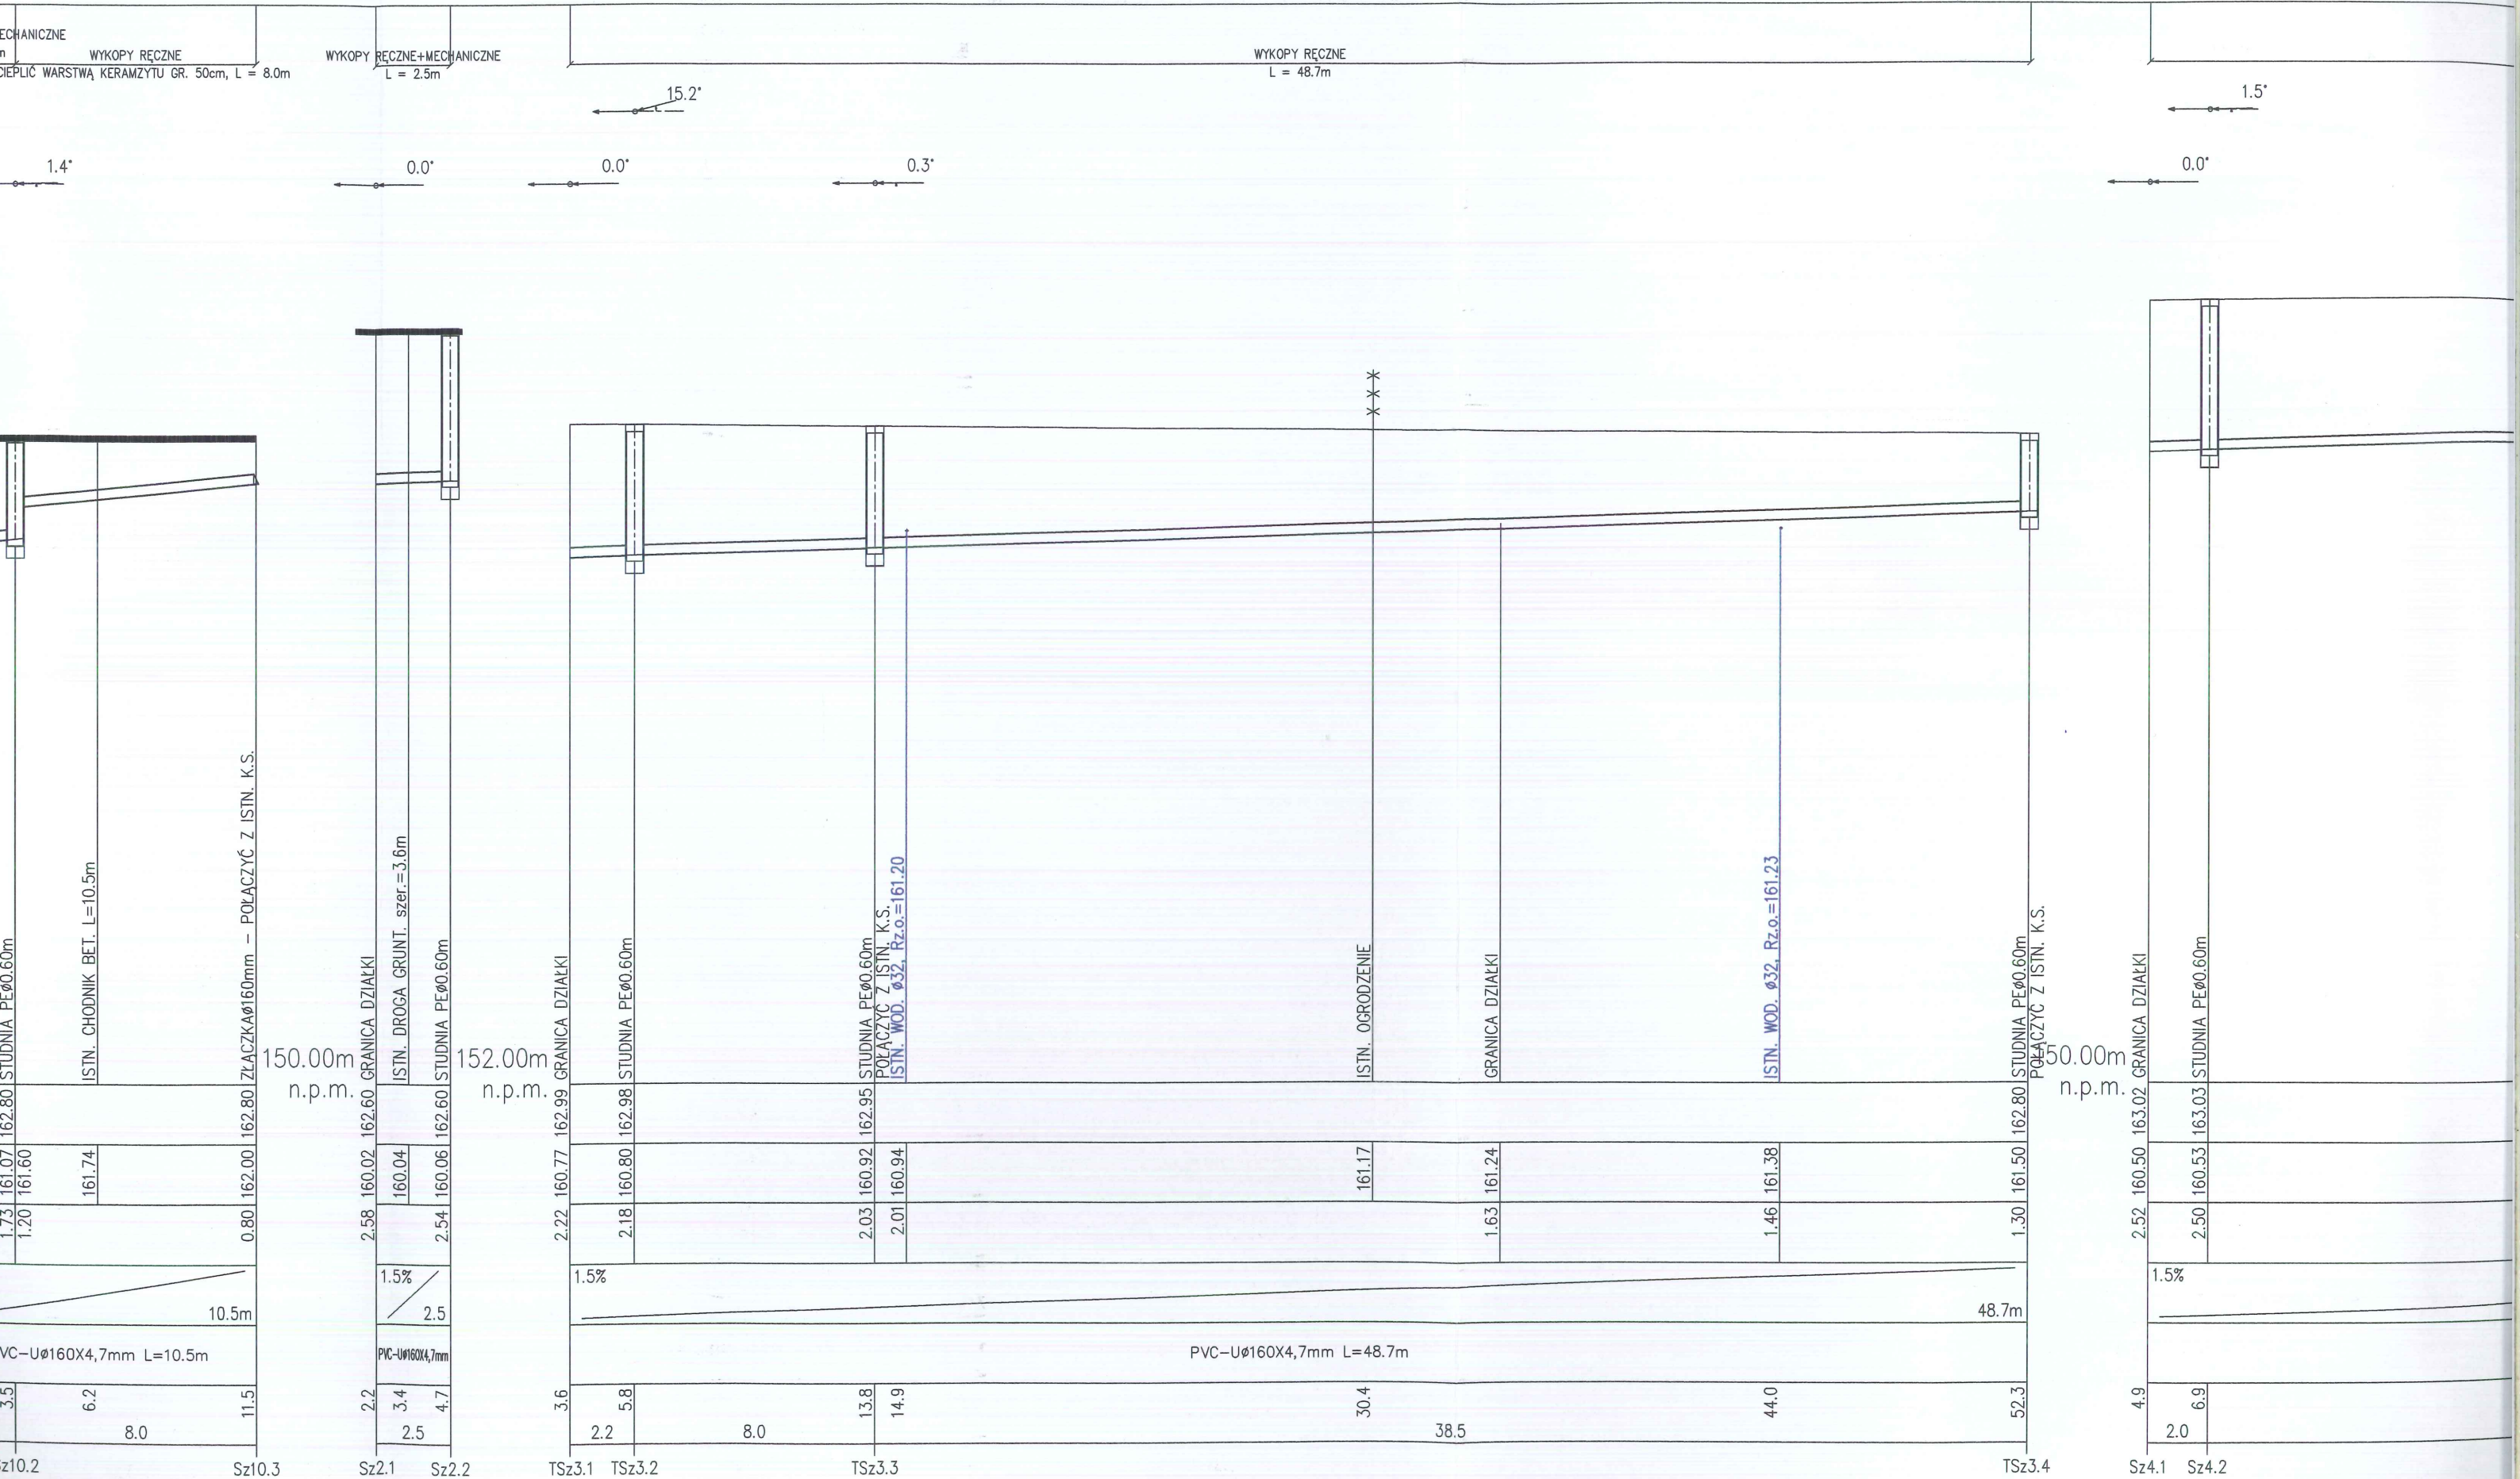 ECHANICZNE
WYKOPY RĘCZNE
WYKOPY RĘCZNE+MECHANICZNE
WYKOPY RĘCZNE
CIEPLIĆ WARSTWĄ KERAMZYTU GR. 50cm, L = 8.0m
L = 2.5m
L = 48.7m
15.2°
1.5°
1.4°
0.0°
0.0°
0.3°
0.0°
STUDNIA PEø0.60m
ISTN. CHODNIK BET. L=10.5m
ZŁĄCZKAø160mm – POŁĄCZYĆ Z ISTN. K.S.
150.00m
n.p.m.
GRANICA DZIAŁKI
ISTN. DROGA GRUNT. szer.=3.6m
STUDNIA PEø0.60m
152.00m
n.p.m.
GRANICA DZIAŁKI
STUDNIA PEø0.60m
STUDNIA PEø0.60m
POŁĄCZYĆ Z ISTN. K.S.
ISTN. WOD. ø32, Rz.o.=161.20
ISTN. OGRODZENIE
GRANICA DZIAŁKI
ISTN. WOD. ø32, Rz.o.=161.23
STUDNIA PEø0.60m
POŁĄCZYĆ Z ISTN. K.S.
50.00m
n.p.m.
GRANICA DZIAŁKI
STUDNIA PEø0.60m
162.80 162.80 162.60 162.60 162.99 162.98 162.95 162.80 163.02 163.03
161.07 161.60 161.74 162.00 160.02 160.04 160.06 160.77 160.80 160.92 160.94 161.17 161.24 161.38 161.50 160.50 160.53
1.73 1.20 0.80 2.58 2.54 2.22 2.18 2.03 2.01 1.63 1.46 1.30 2.52 2.50
10.5m
1.5%
2.5
1.5%
48.7m
1.5%
VC–Uø160X4,7mm L=10.5m
PVC–Uø160X4,7mm
PVC–Uø160X4,7mm L=48.7m
3.5 6.2 11.5 2.2 3.4 4.7 3.6 5.8 13.8 14.9 30.4 44.0 52.3 4.9 6.9
8.0 2.5 2.2 8.0 38.5 2.0
z10.2 Sz10.3 Sz2.1 Sz2.2 TSz3.1 TSz3.2 TSz3.3 TSz3.4 Sz4.1 Sz4.2